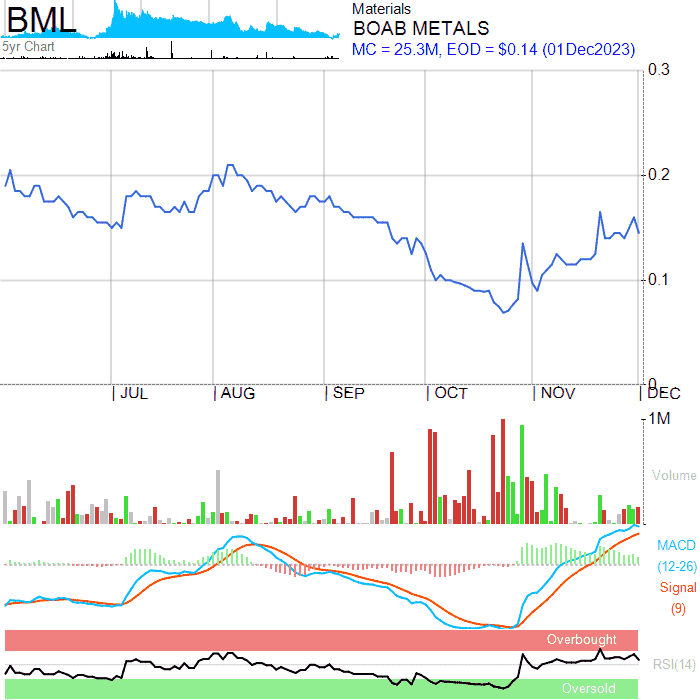 BML
5yr Chart
Materials
BOAB METALS
MC = 25.3M, EOD = $0.14 (01Dec2023)
0.3
0.2
0.1
0
JUL AUG SEP OCT NOV DEC
1M
Volume
MACD
(12-26)
Signal
(9)
Overbought
RSI(14)
Oversold